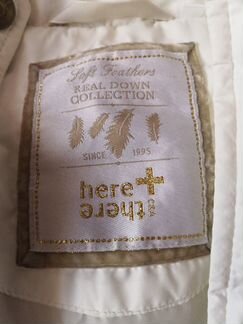 Soft Feathers
REAL DOWN
COLLECTION
SINCE 1995
here+
there